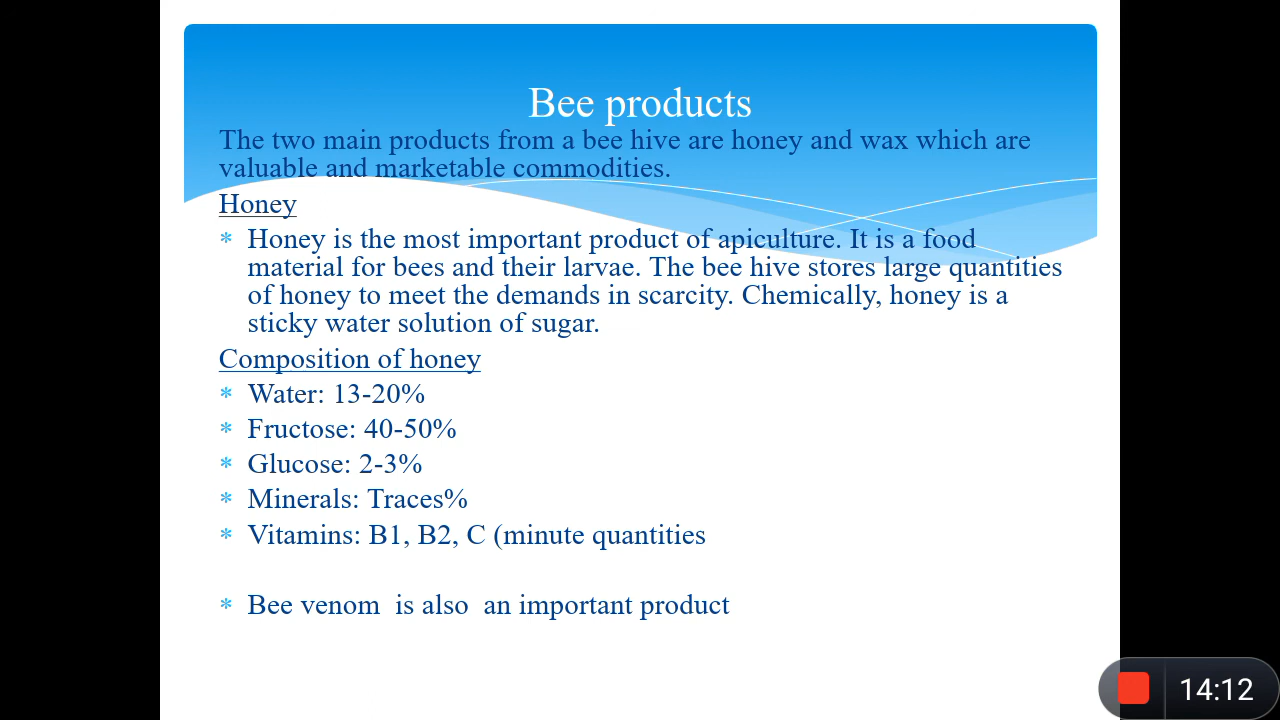 Bee products
The two main products from a bee hive are honey and wax which are
valuable and marketable commodities.
Honey
* Honey is the most important product of apiculture. It is a food
material for bees and their larvae. The bee hive stores large quantities
of honey to meet the demands in scarcity. Chemically, honey is a
sticky water solution of sugar.
Composition of honey
* Water: 13-20%
* Fructose: 40-50%
* Glucose: 2-3%
* Minerals: Traces%
* Vitamins: B1, B2, C (minute quantities
* Bee venom  is also  an important product
14:12